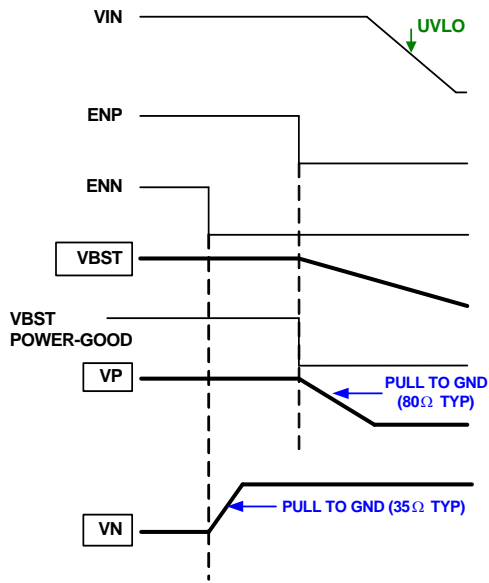 VIN
UVLO
ENP
ENN
VBST
VBST
POWER-GOOD
VP
PULL TO GND
(80Ω TYP)
PULL TO GND (35Ω TYP)
VN